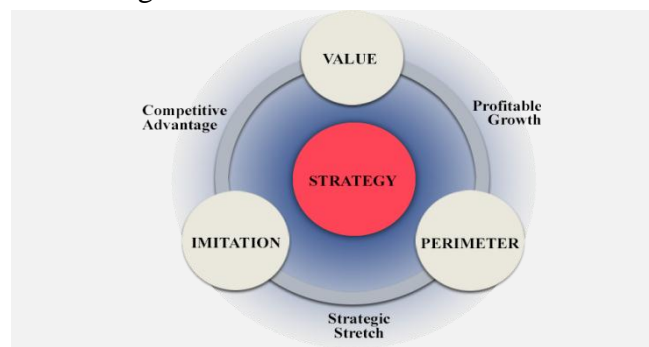 VALUE
Competitive
Advantage
Profitable
Growth
STRATEGY
IMITATION
PERIMETER
Strategic
Stretch